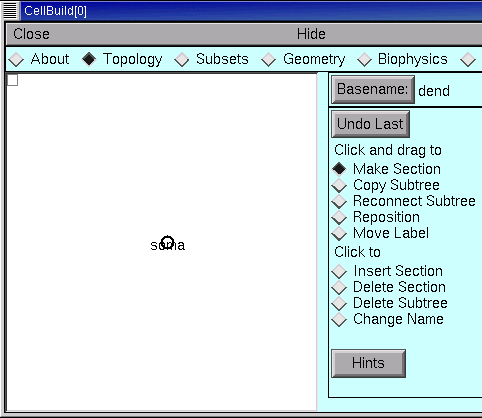 CellBuild[0]
Close Hide
About Topology Subsets Geometry Biophysics
Basename: dend
Undo Last
Click and drag to
Make Section
Copy Subtree
Reconnect Subtree
Reposition
Move Label
soma
Click to
Insert Section
Delete Section
Delete Subtree
Change Name
Hints